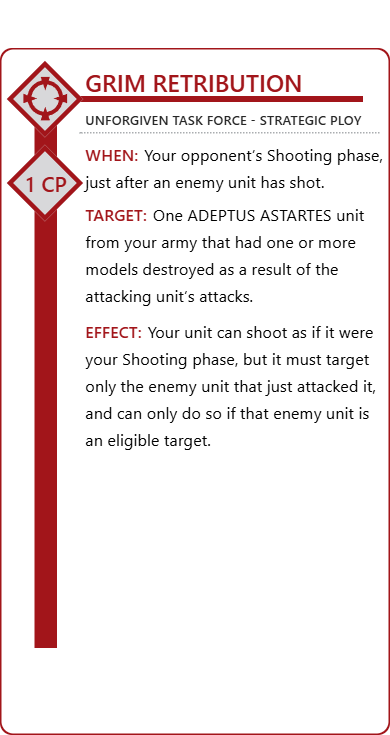 GRIM RETRIBUTION
UNFORGIVEN TASK FORCE - STRATEGIC PLOY
1 CP
WHEN: Your opponent's Shooting phase,
just after an enemy unit has shot.
TARGET: One ADEPTUS ASTARTES unit
from your army that had one or more
models destroyed as a result of the
attacking unit's attacks.
EFFECT: Your unit can shoot as if it were
your Shooting phase, but it must target
only the enemy unit that just attacked it,
and can only do so if that enemy unit is
an eligible target.